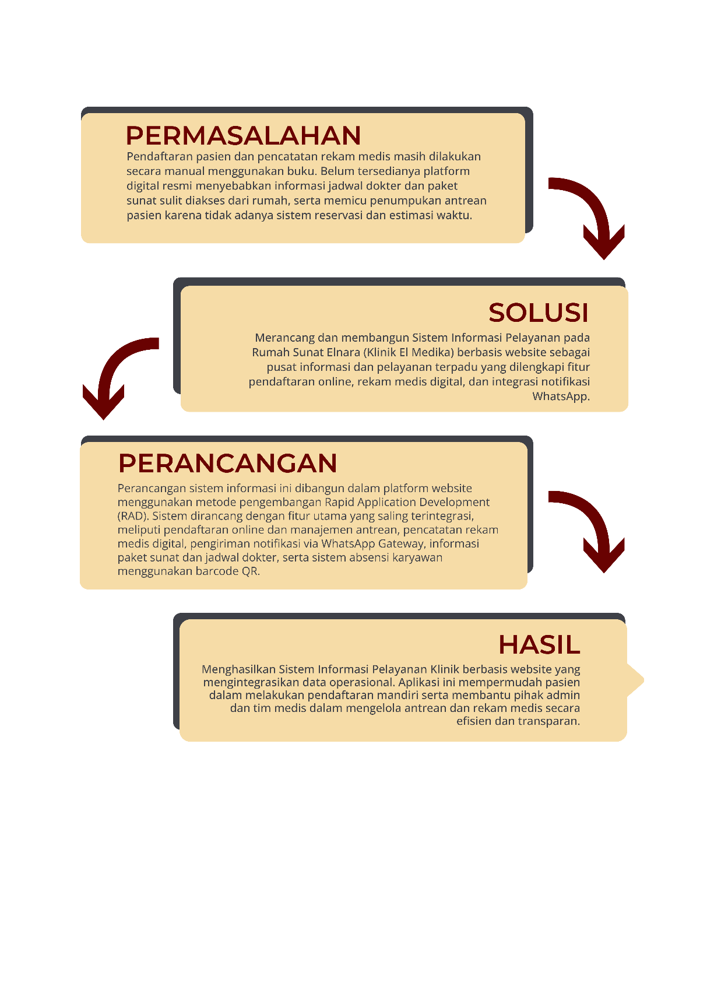 PERMASALAHAN
Pendaftaran pasien dan pencatatan rekam medis masih dilakukan
secara manual menggunakan buku. Belum tersedianya platform
digital resmi menyebabkan informasi jadwal dokter dan paket
sunat sulit diakses dari rumah, serta memicu penumpukan antrean
pasien karena tidak adanya sistem reservasi dan estimasi waktu.
SOLUSI
Merancang dan membangun Sistem Informasi Pelayanan pada
Rumah Sunat Elnara (Klinik El Medika) berbasis website sebagai
pusat informasi dan pelayanan terpadu yang dilengkapi fitur
pendaftaran online, rekam medis digital, dan integrasi notifikasi
WhatsApp.
PERANCANGAN
Perancangan sistem informasi ini dibangun dalam platform website
menggunakan metode pengembangan Rapid Application Development
(RAD). Sistem dirancang dengan fitur utama yang saling terintegrasi,
meliputi pendaftaran online dan manajemen antrean, pencatatan rekam
medis digital, pengiriman notifikasi via WhatsApp Gateway, informasi
paket sunat dan jadwal dokter, serta sistem absensi karyawan
menggunakan barcode QR.
HASIL
Menghasilkan Sistem Informasi Pelayanan Klinik berbasis website yang
mengintegrasikan data operasional. Aplikasi ini mempermudah pasien
dalam melakukan pendaftaran mandiri serta membantu pihak admin
dan tim medis dalam mengelola antrean dan rekam medis secara
efisien dan transparan.